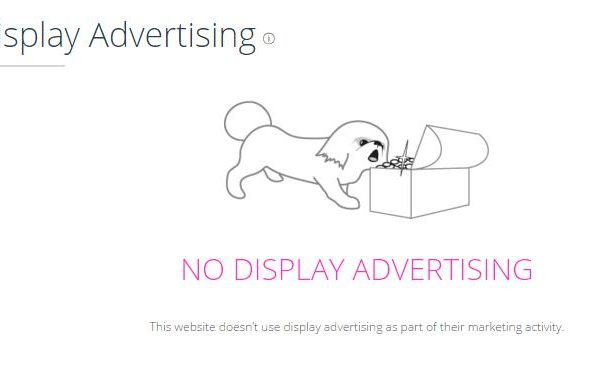 isplay Advertising
NO DISPLAY ADVERTISING
This website doesn't use display advertising as part of their marketing activity.